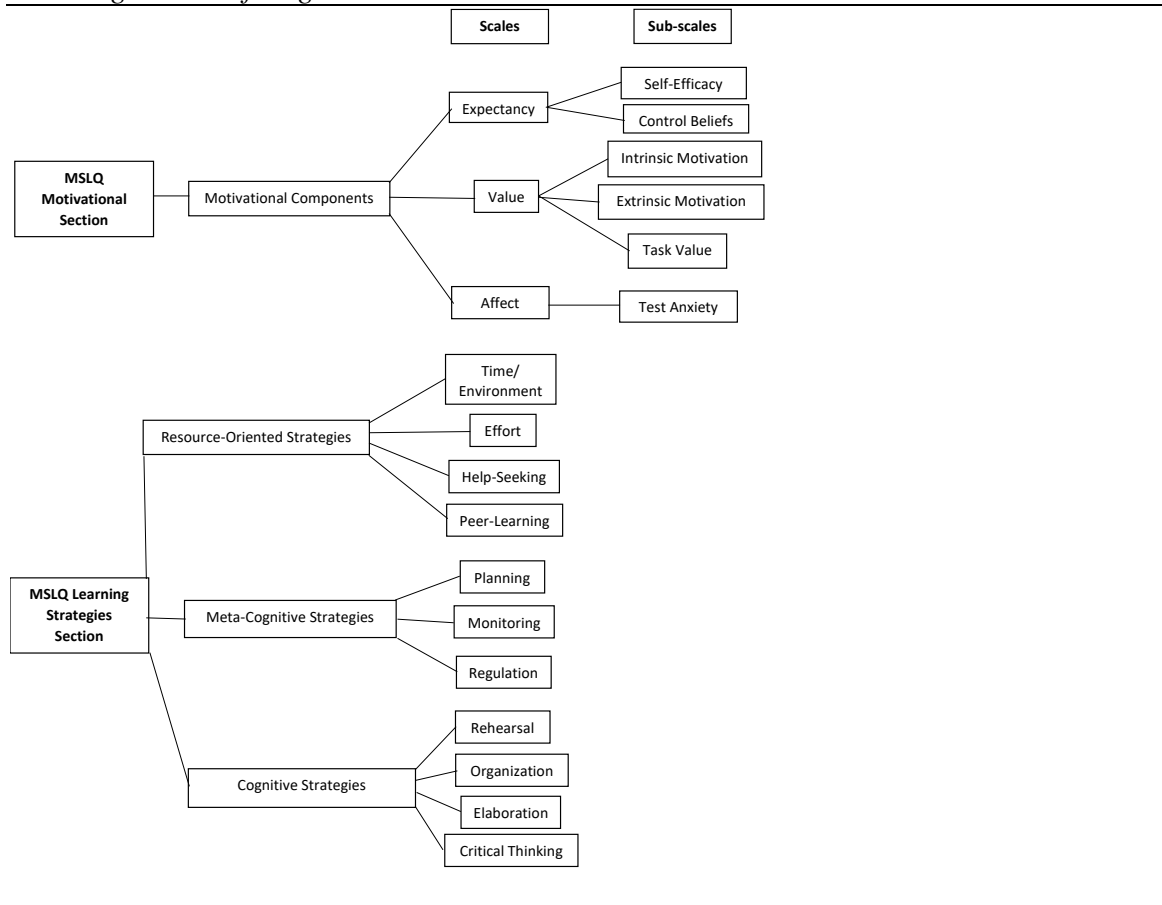 Scales
Sub-scales
Self-Efficacy
Expectancy
Control Beliefs
Intrinsic Motivation
MSLQ
Motivational
Section
Motivational Components
Value
Extrinsic Motivation
Task Value
Affect
Test Anxiety
Time/
Environment
Resource-Oriented Strategies
Effort
Help-Seeking
Peer-Learning
Planning
MSLQ Learning
Strategies
Section
Meta-Cognitive Strategies
Monitoring
Regulation
Rehearsal
Organization
Cognitive Strategies
Elaboration
Critical Thinking